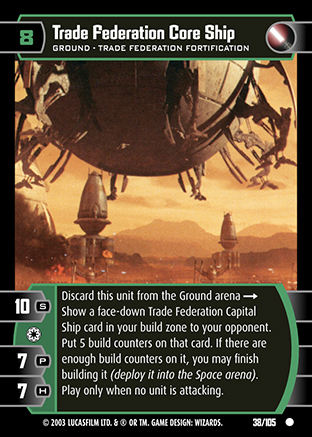 8 Trade Federation Core Ship
GROUND - TRADE FEDERATION FORTIFICATION
10 S
7 P
7 H
Discard this unit from the Ground arena →
Show a face-down Trade Federation Capital
Ship card in your build zone to your opponent.
Put 5 build counters on that card. If there are
enough build counters on it, you may finish
building it (deploy it into the Space arena).
Play only when no unit is attacking.
© 2003 LUCASFILM LTD. & ® OR TM. GAME DESIGN: WIZARDS. 38/105